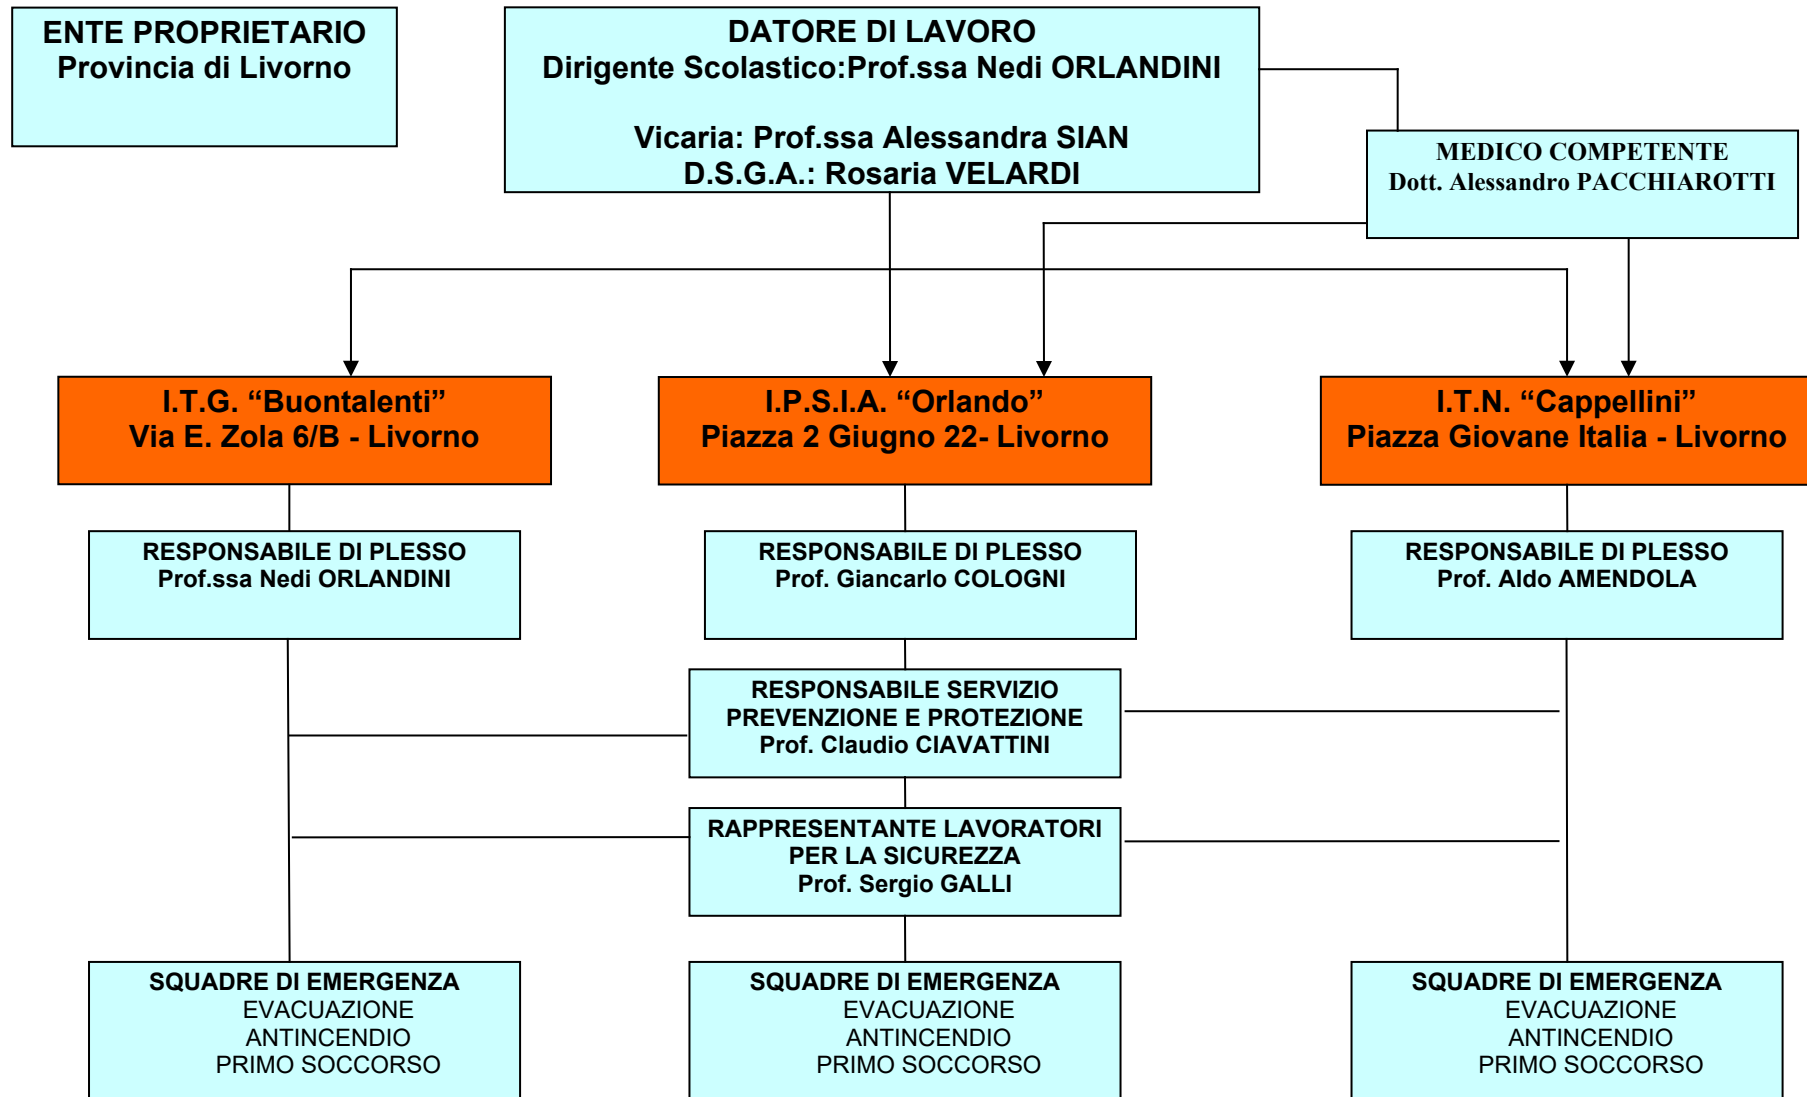 ENTE PROPRIETARIO
Provincia di Livorno
DATORE DI LAVORO
Dirigente Scolastico:Prof.ssa Nedi ORLANDINI
Vicaria: Prof.ssa Alessandra SIAN
D.S.G.A.: Rosaria VELARDI
MEDICO COMPETENTE
Dott. Alessandro PACCHIAROTTI
I.T.G. “Buontalenti”
Via E. Zola 6/B - Livorno
I.P.S.I.A. “Orlando”
Piazza 2 Giugno 22- Livorno
I.T.N. “Cappellini”
Piazza Giovane Italia - Livorno
RESPONSABILE DI PLESSO
Prof.ssa Nedi ORLANDINI
RESPONSABILE DI PLESSO
Prof. Giancarlo COLOGNI
RESPONSABILE DI PLESSO
Prof. Aldo AMENDOLA
RESPONSABILE SERVIZIO
PREVENZIONE E PROTEZIONE
Prof. Claudio CIAVATTINI
RAPPRESENTANTE LAVORATORI
PER LA SICUREZZA
Prof. Sergio GALLI
SQUADRE DI EMERGENZA
EVACUAZIONE
ANTINCENDIO
PRIMO SOCCORSO
SQUADRE DI EMERGENZA
EVACUAZIONE
ANTINCENDIO
PRIMO SOCCORSO
SQUADRE DI EMERGENZA
EVACUAZIONE
ANTINCENDIO
PRIMO SOCCORSO